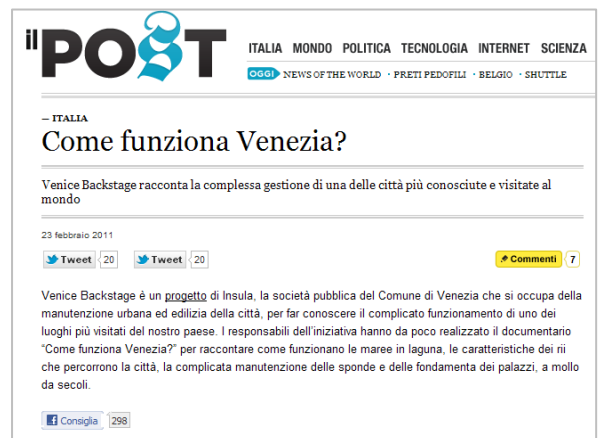 il POST
ITALIA MONDO POLITICA TECNOLOGIA INTERNET SCIENZA
OGGI NEWS OF THE WORLD · PRETI PEDOFILI · BELGIO · SHUTTLE
– ITALIA
Come funziona Venezia?
Venice Backstage racconta la complessa gestione di una delle città più conosciute e visitate al
mondo
23 febbraio 2011
Tweet 20 Tweet 20 Commenti 7
Venice Backstage è un progetto di Insula, la società pubblica del Comune di Venezia che si occupa della
manutenzione urbana ed edilizia della città, per far conoscere il complicato funzionamento di uno dei
luoghi più visitati del nostro paese. I responsabili dell'iniziativa hanno da poco realizzato il documentario
"Come funziona Venezia?" per raccontare come funzionano le maree in laguna, le caratteristiche dei rii
che percorrono la città, la complicata manutenzione delle sponde e delle fondamenta dei palazzi, a mollo
da secoli.
Consiglia 298